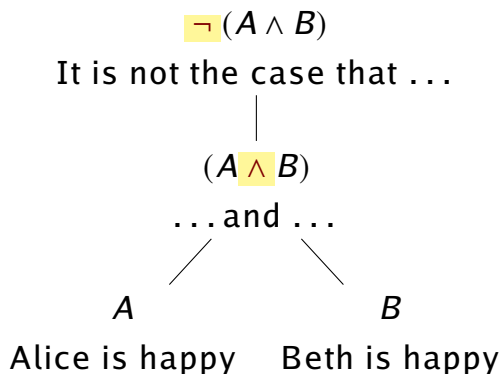 ¬(A ∧ B)
It is not the case that ...
(A ∧ B)
... and ...
A B
Alice is happy Beth is happy